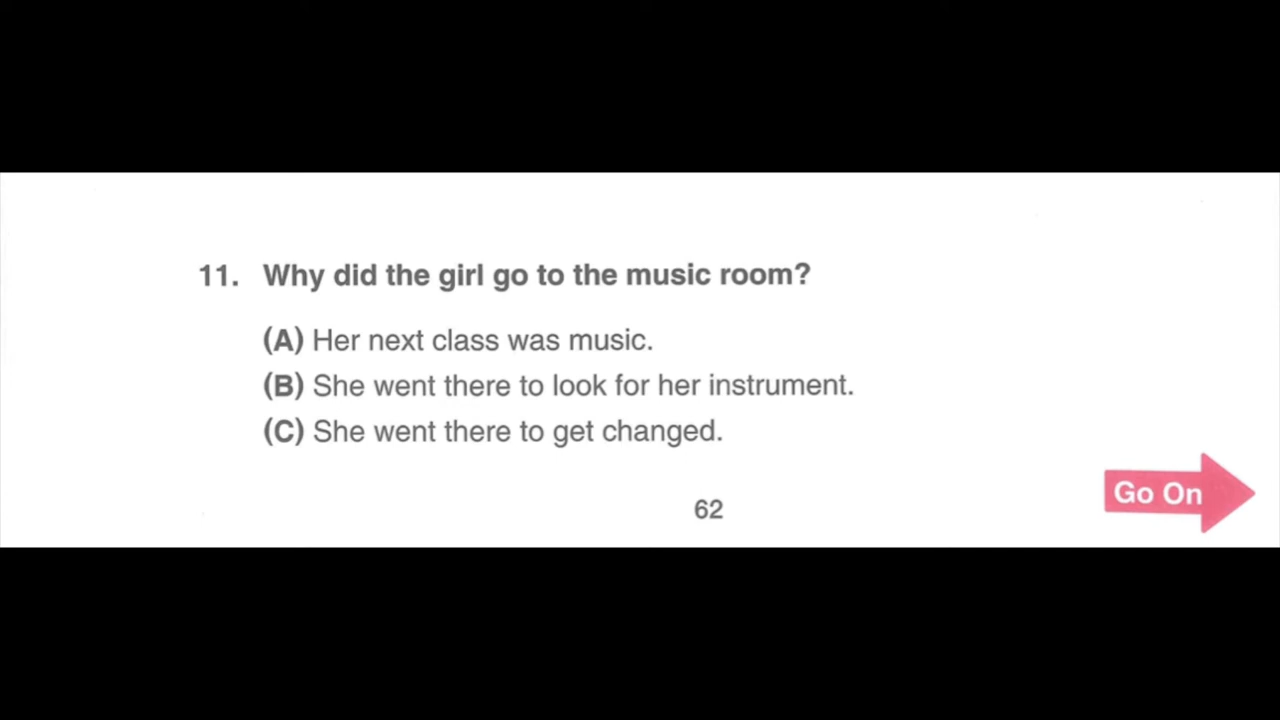 11. Why did the girl go to the music room?
(A) Her next class was music.
(B) She went there to look for her instrument.
(C) She went there to get changed.
62
Go On